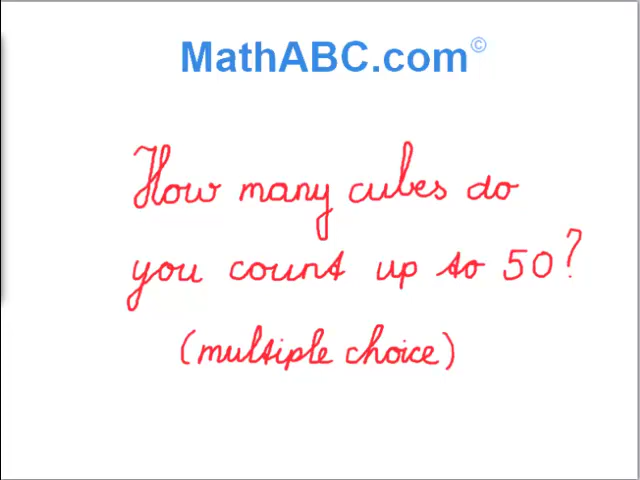 MathABC.com©
How many cubes do
you count up to 50?
(multiple choice)